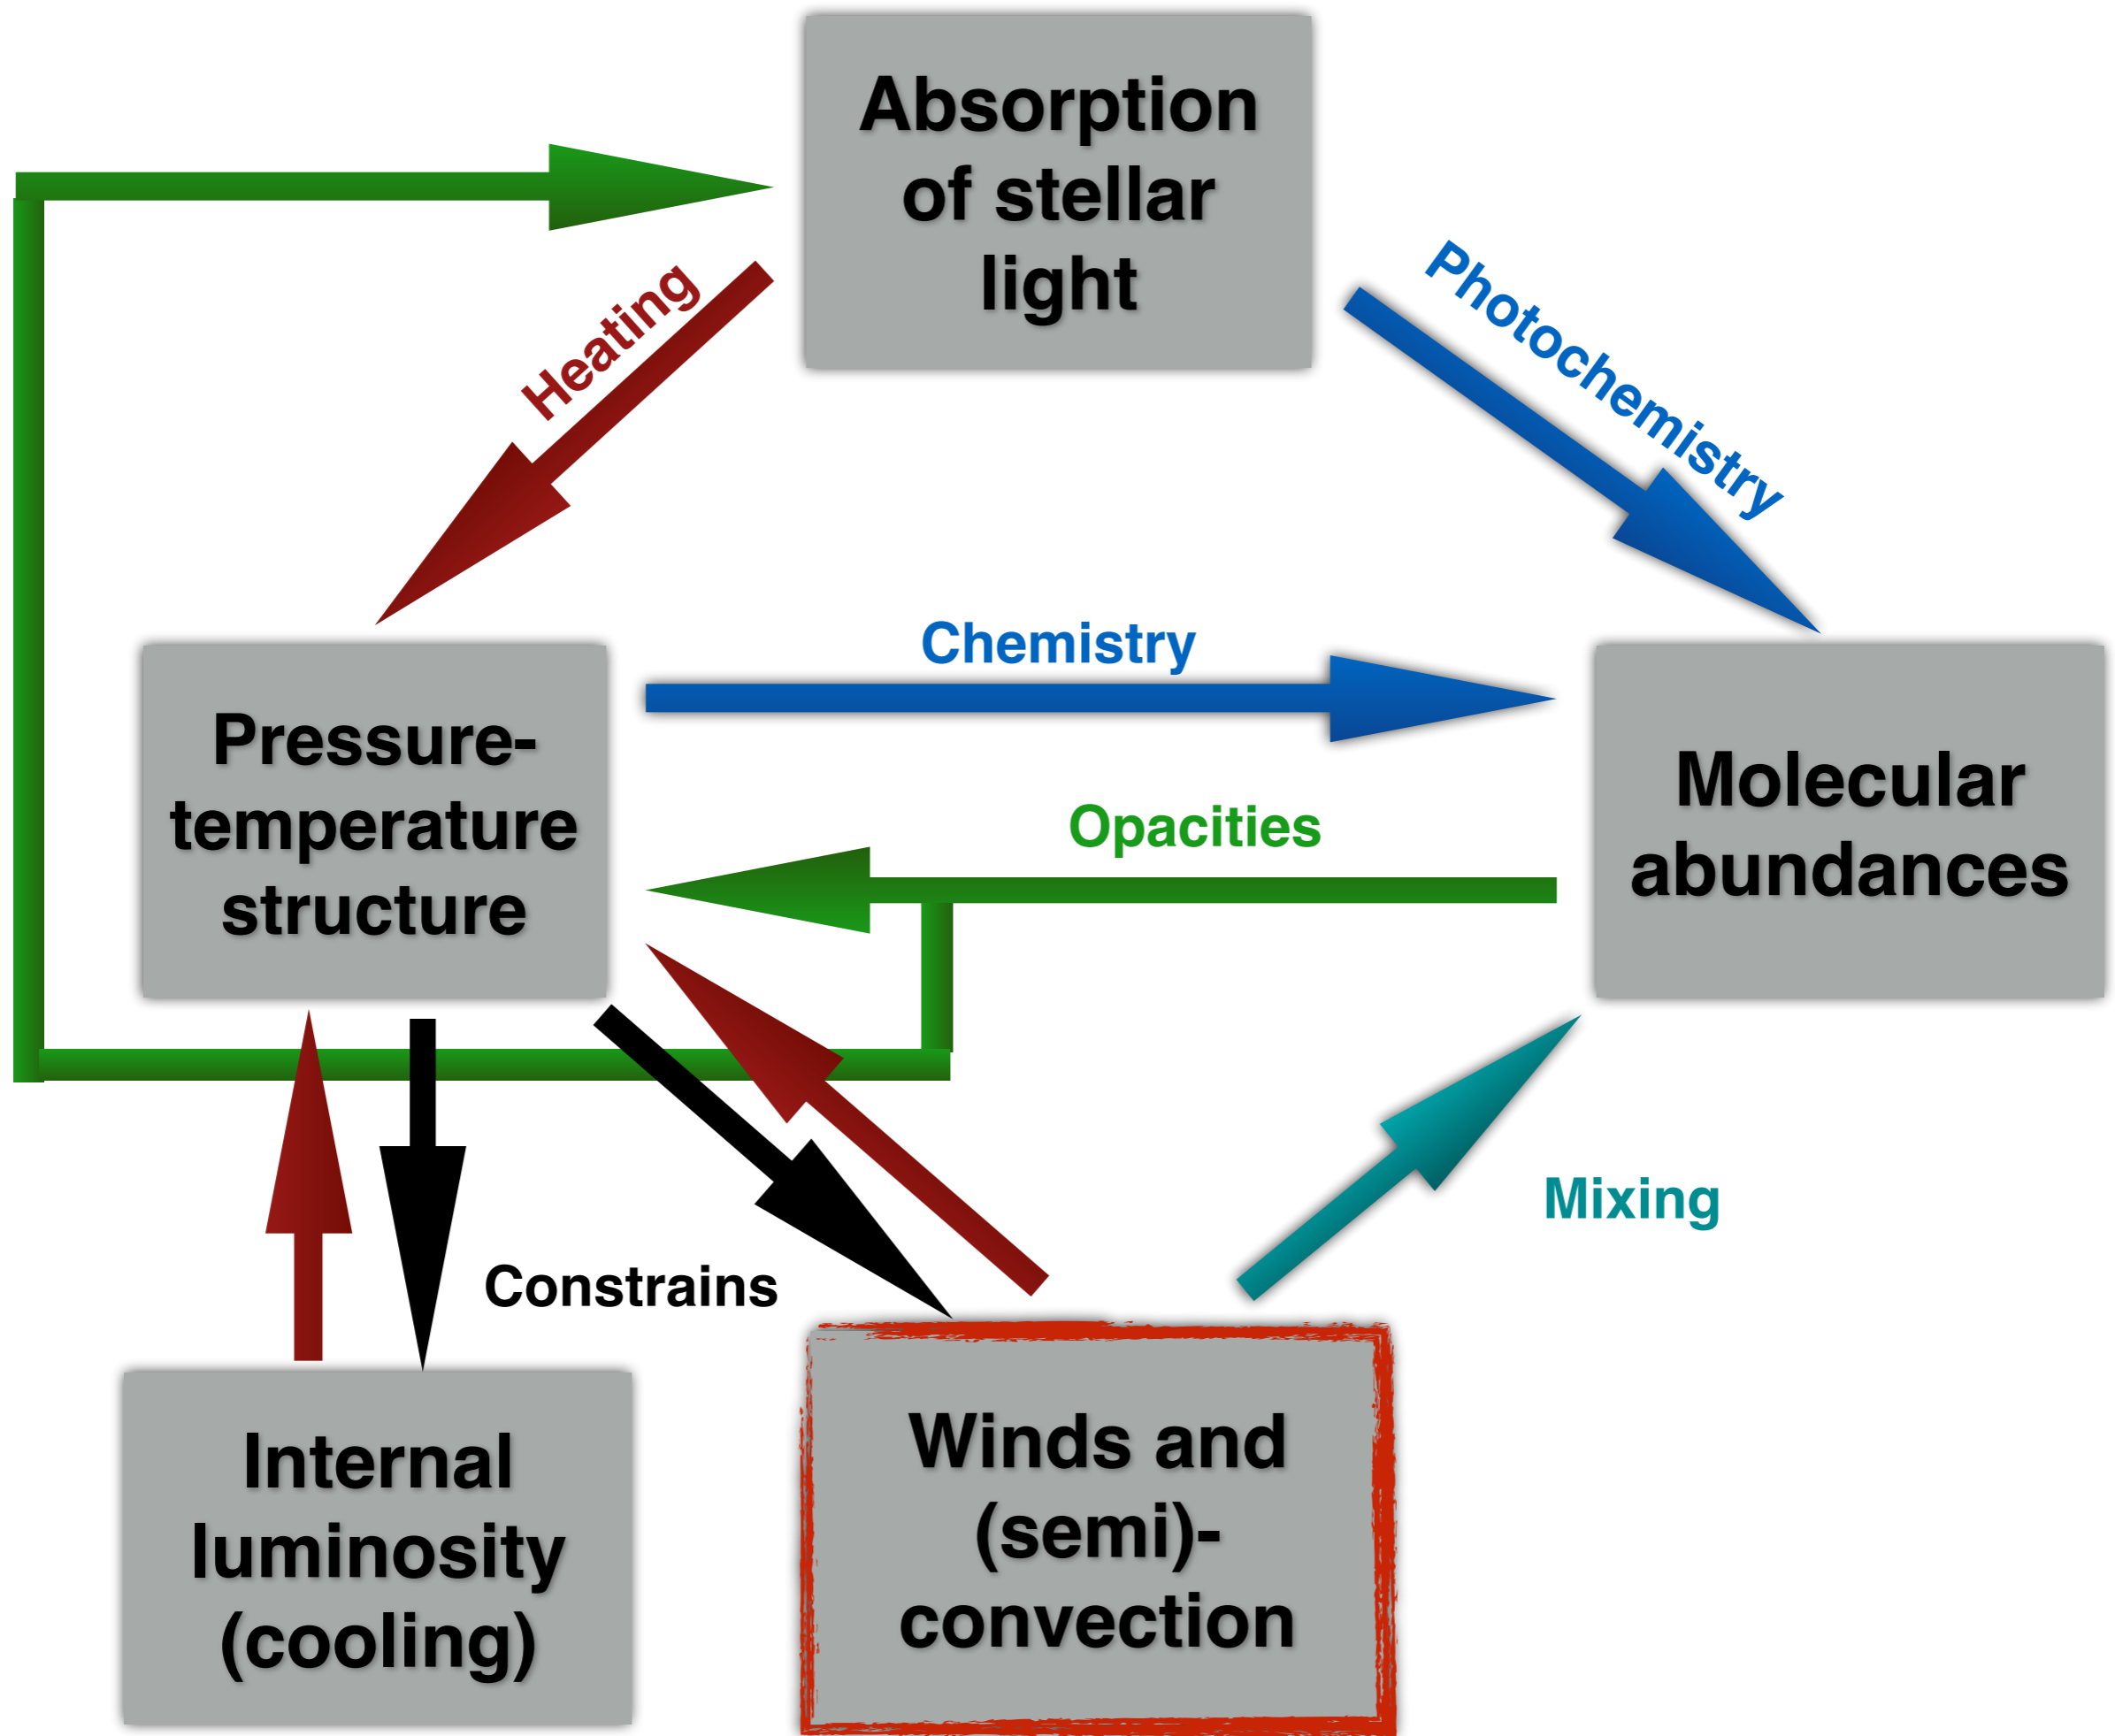 Absorption
of stellar
light
Heating
Photochemistry
Chemistry
Pressure-
temperature
structure
Opacities
Molecular
abundances
Mixing
Constrains
Internal
luminosity
(cooling)
Winds and
(semi)-
convection